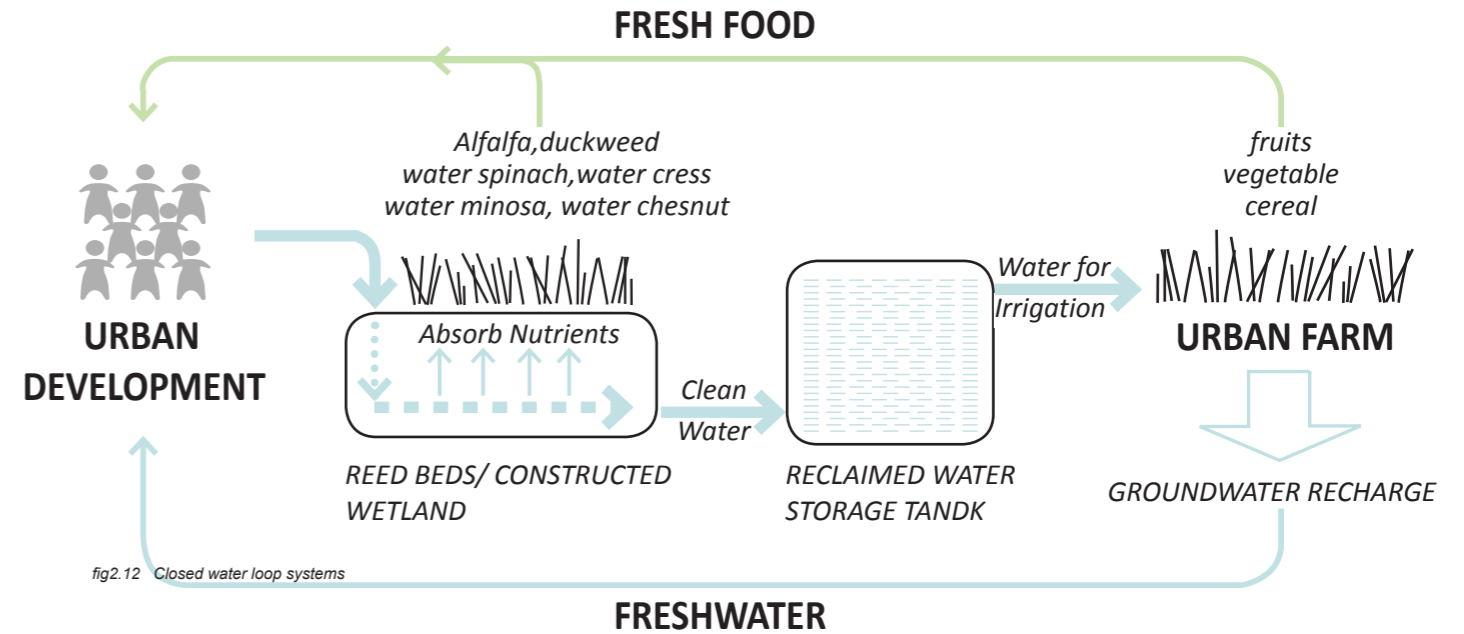 FRESH FOOD
Alfalfa,duckweed
water spinach,water cress
water minosa, water chesnut
fruits
vegetable
cereal
URBAN
DEVELOPMENT
Absorb Nutrients
Clean
Water
Water for
Irrigation
URBAN FARM
REED BEDS/ CONSTRUCTED
WETLAND
RECLAIMED WATER
STORAGE TANDK
GROUNDWATER RECHARGE
fig2.12 Closed water loop systems
FRESHWATER